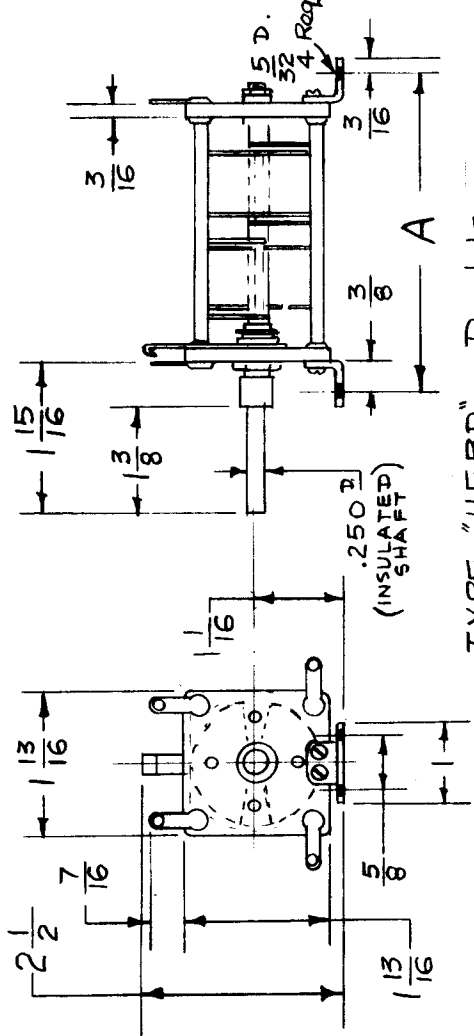 2 1/2
7/16
1 13/16
1 13/16
5/8
1
1 1/16
1 15/16
1 3/8
.250 D
(INSULATED SHAFT)
3/16
3/8
A
3/16
5/32 D.
4 Req
TYPE "HFBD"